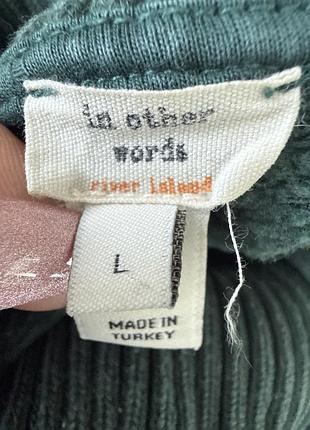 in other
words
river island
L
MADE IN
TURKEY